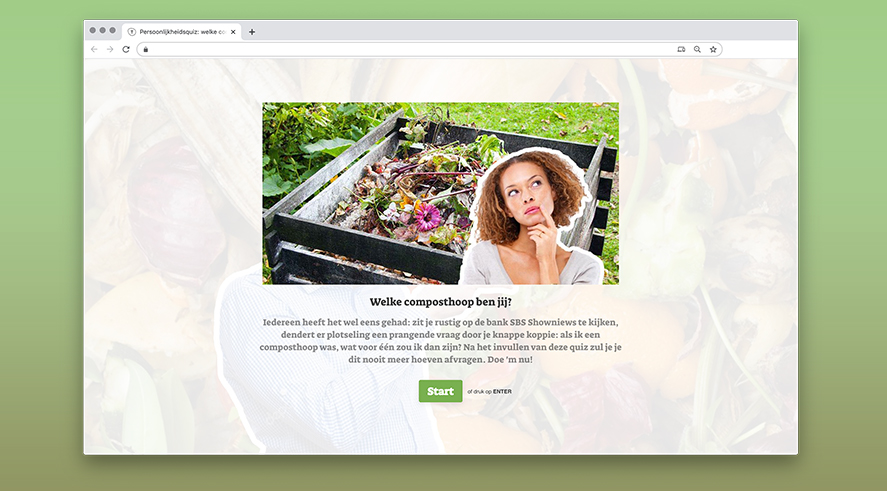 Persoonlijkheidsquiz: welke co
Welke composthoop ben jij?
Iedereen heeft het wel eens gehad: zit je rustig op de bank SBS Showniews te kijken,
dendert er plotseling een prangende vraag door je knappe koppie: als ik een
composthoop was, wat voor één zou ik dan zijn? Na het invullen van deze quiz zul je je
dit nooit meer hoeven afvragen. Doe 'm nu!
Start of druk op ENTER